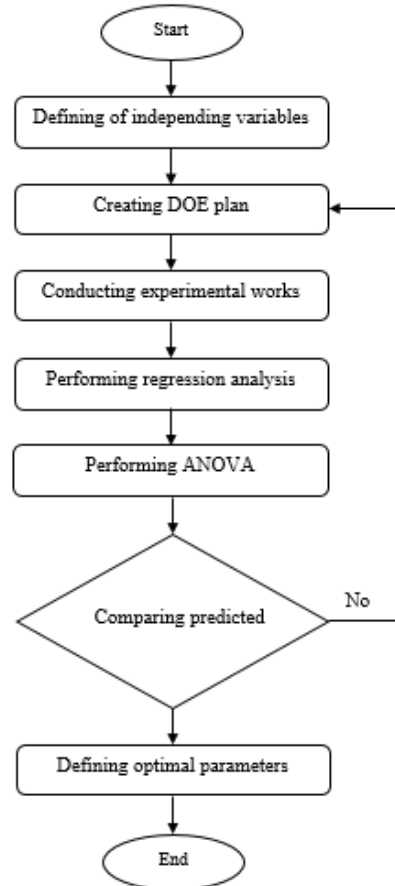 Start
Defining of independing variables
Creating DOE plan
Conducting experimental works
Performing regression analysis
Performing ANOVA
Comparing predicted
No
Defining optimal parameters
End